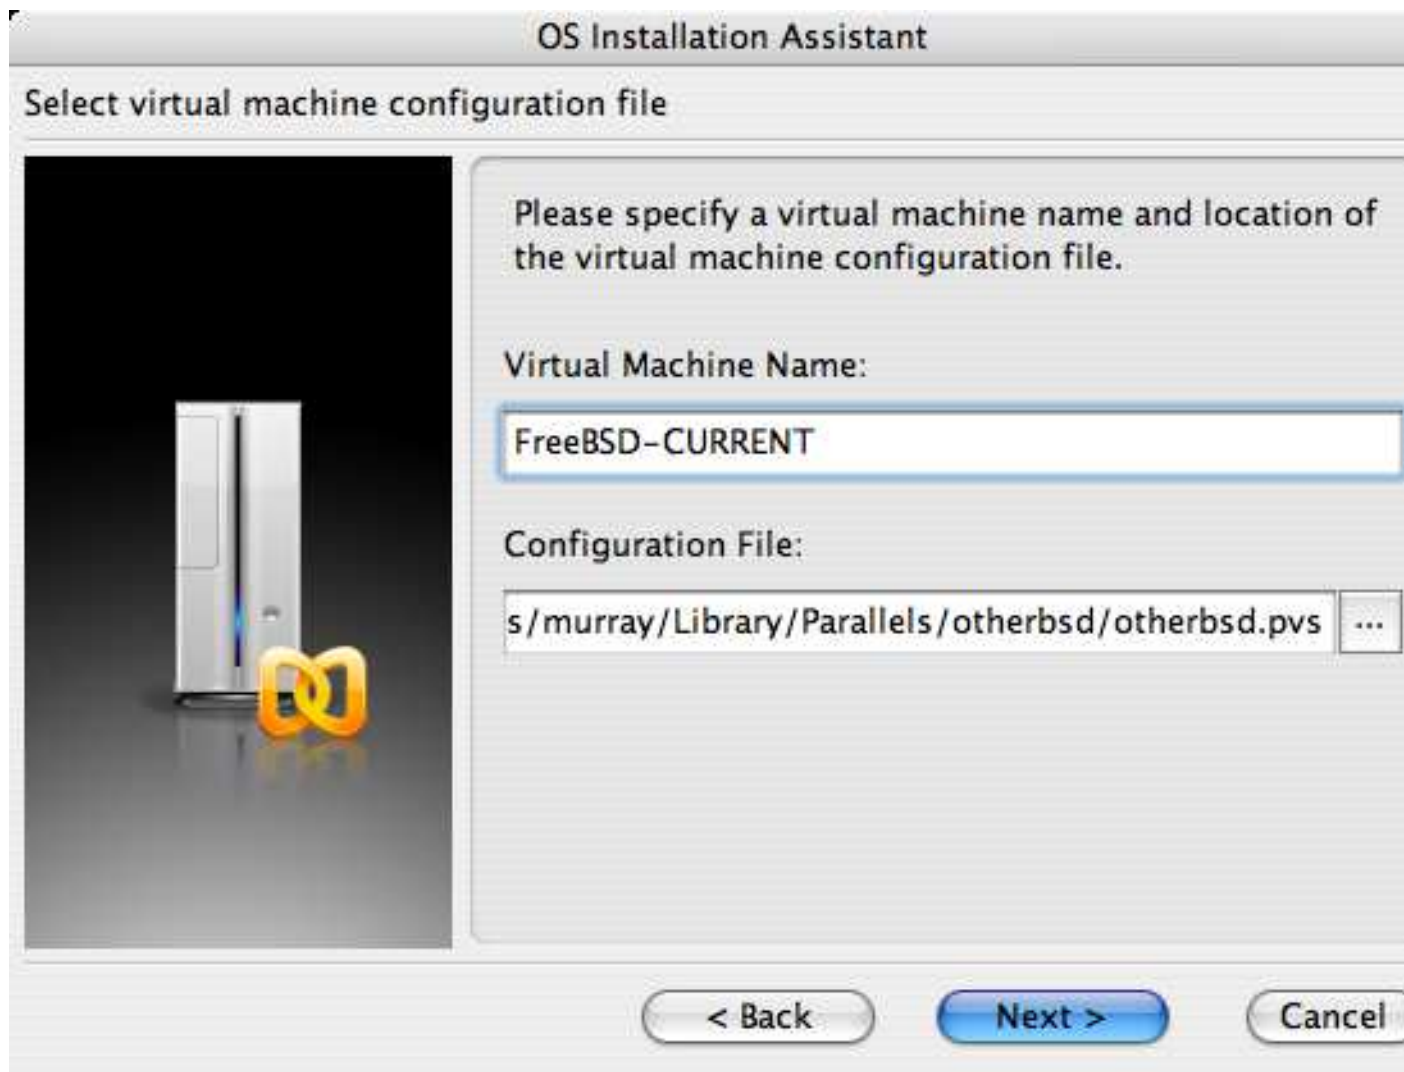 OS Installation Assistant
Select virtual machine configuration file
Please specify a virtual machine name and location of
the virtual machine configuration file.
Virtual Machine Name:
FreeBSD-CURRENT
Configuration File:
s/murray/Library/Parallels/otherbsd/otherbsd.pvs ...
< Back Next > Cancel